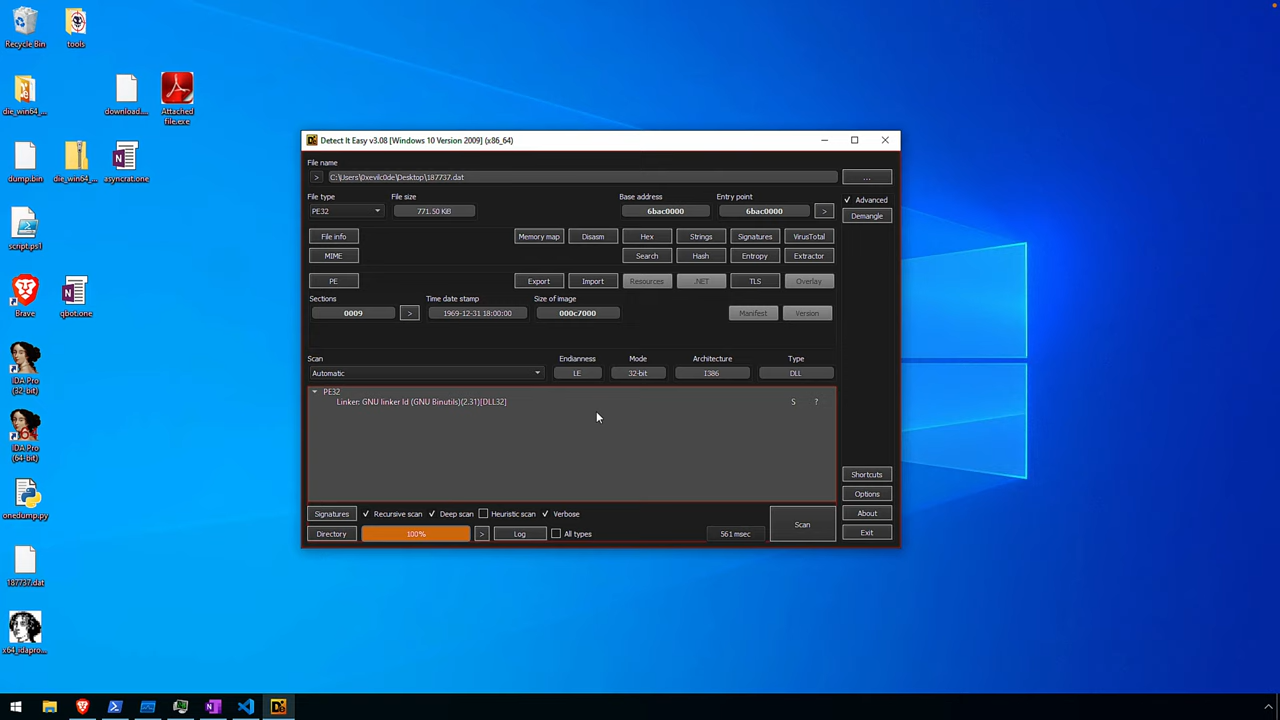 Recycle Bin
tools
die_win64_...
download....
Attached file.exe
dump.bin
die_win64_...
asyncrat.one
script.ps1
Brave
qbot.one
IDA Pro (32-bit)
IDA Pro (64-bit)
onedump.py
187737.dat
x64_idapro...
Detect It Easy v3.08 [Windows 10 Version 2009] (x86_64)
File name
> C:\Users\0xevilc0de\Desktop\187737.dat ...
File type File size Base address Entry point Advanced
PE32 771.50 KiB 6bac0000 6bac0000 > Demangle
File info Memory map Disasm Hex Strings Signatures VirusTotal
MIME Search Hash Entropy Extractor
PE Export Import Resources .NET TLS Overlay
Sections Time date stamp Size of image
0009 > 1969-12-31 18:00:00 000c7000 Manifest Version
Scan Endianness Mode Architecture Type
Automatic LE 32-bit I386 DLL
PE32
Linker: GNU linker ld (GNU Binutils)(2.31)[DLL32] S ?
Shortcuts
Options
Signatures Recursive scan Deep scan Heuristic scan Verbose Scan About
Directory 100% > Log All types 561 msec Exit